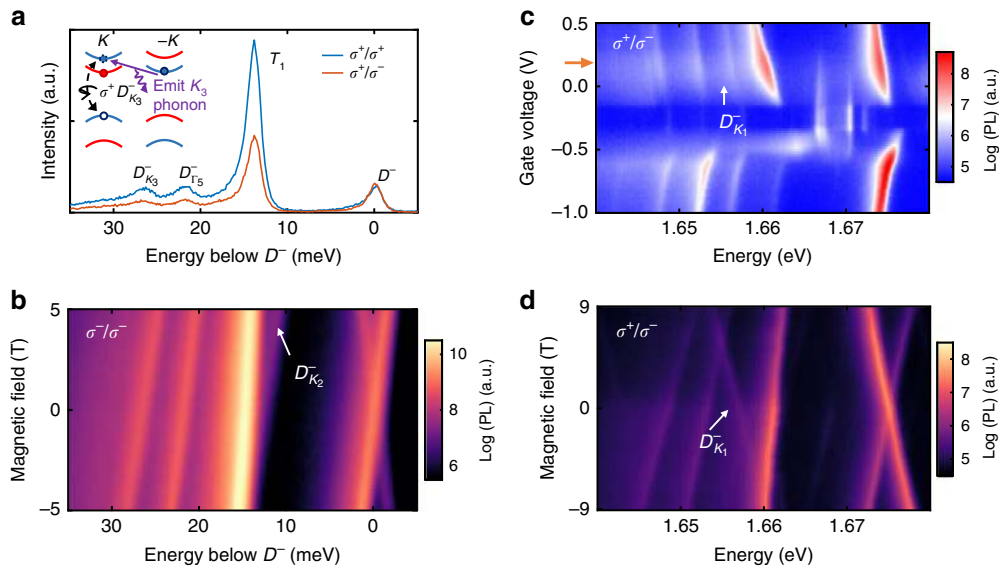 a
K
−K
σ⁺ D⁻K₃
Emit K₃
phonon
T₁
σ⁺/σ⁺
σ⁺/σ⁻
D⁻K₃
D⁻Γ₅
D⁻
Intensity (a.u.)
30
20
10
0
Energy below D⁻ (meV)
b
σ⁻/σ⁻
D⁻K₂
5
0
−5
Magnetic field (T)
30
20
10
0
Energy below D⁻ (meV)
10
8
6
Log (PL) (a.u.)
c
σ⁺/σ⁻
D⁻K₁
0.5
0.0
−0.5
−1.0
Gate voltage (V)
1.65
1.66
1.67
Energy (eV)
8
7
6
5
Log (PL) (a.u.)
d
σ⁺/σ⁻
D⁻K₁
9
0
−9
Magnetic field (T)
1.65
1.66
1.67
Energy (eV)
8
7
6
5
Log (PL) (a.u.)